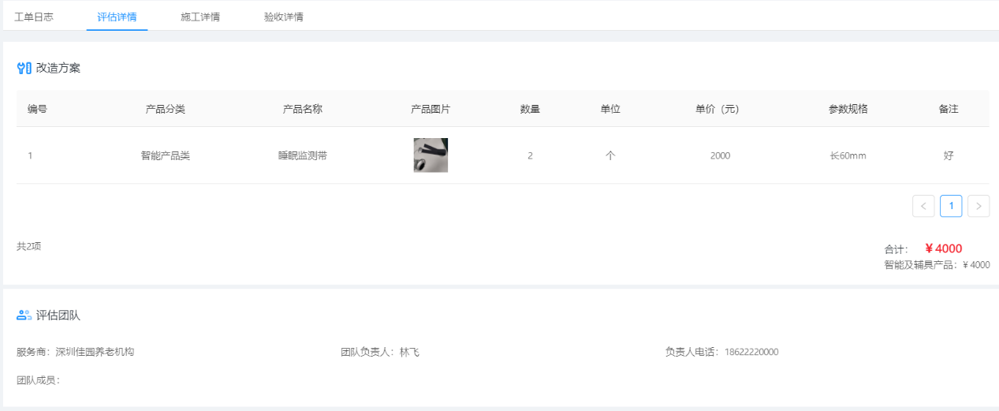 工单日志 评估详情 施工详情 验收详情
改造方案
编号 产品分类 产品名称 产品图片 数量 单位 单价（元） 参数规格 备注
1 智能产品类 睡眠监测带 2 个 2000 长60mm 好
< 1 >
共2项
合计： ¥4000
智能及辅具产品：¥4000
评估团队
服务商：深圳佳园养老机构 团队负责人：林飞 负责人电话：18622220000
团队成员：